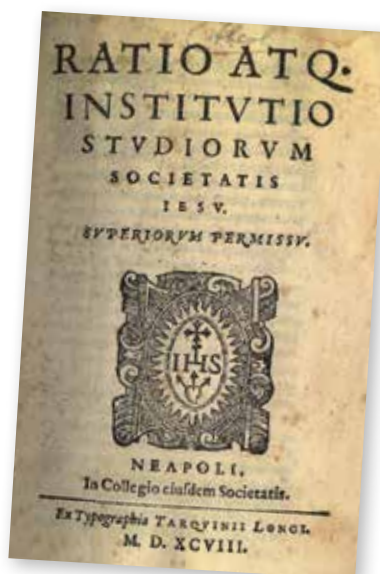 RATIO ATQ.
INSTITVTIO
STVDIORVM
SOCIETATIS
IESV.
SVPERIORVM PERMISSV.
IHS
NEAPOLI,
In Collegio eiusdem Societatis.
Ex Typographia TARQVINII LONGI.
M. D. XCVIII.